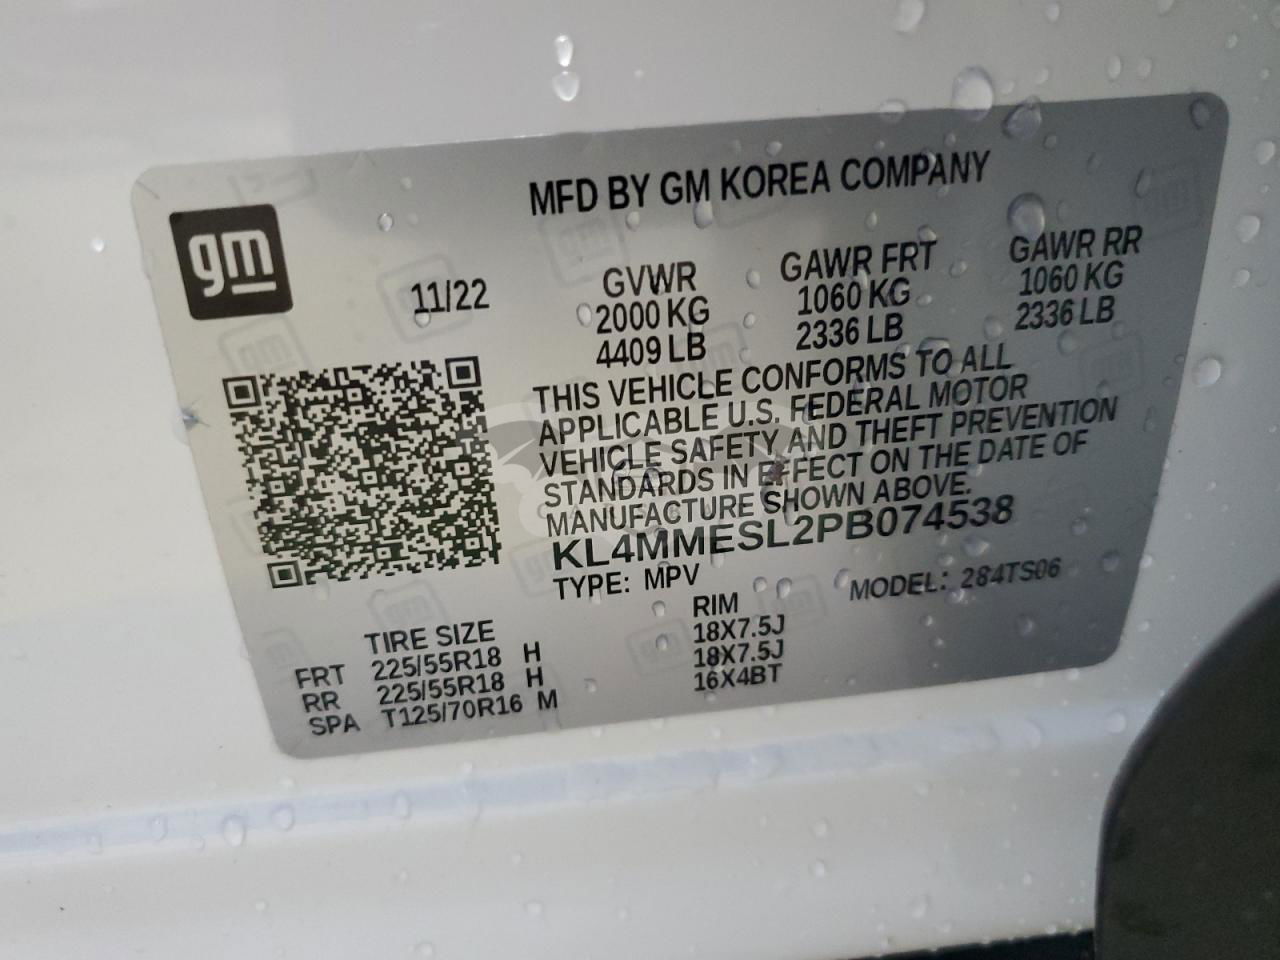 gm
MFD BY GM KOREA COMPANY
11/22
GVWR
2000 KG
4409 LB
GAWR FRT
1060 KG
2336 LB
GAWR RR
1060 KG
2336 LB
THIS VEHICLE CONFORMS TO ALL
APPLICABLE U.S. FEDERAL MOTOR
VEHICLE SAFETY AND THEFT PREVENTION
STANDARDS IN EFFECT ON THE DATE OF
MANUFACTURE SHOWN ABOVE.
KL4MMESL2PB074538
TYPE: MPV MODEL: 284TS06
TIRE SIZE RIM
FRT 225/55R18 H 18X7.5J
RR 225/55R18 H 18X7.5J
SPA T125/70R16 M 16X4BT